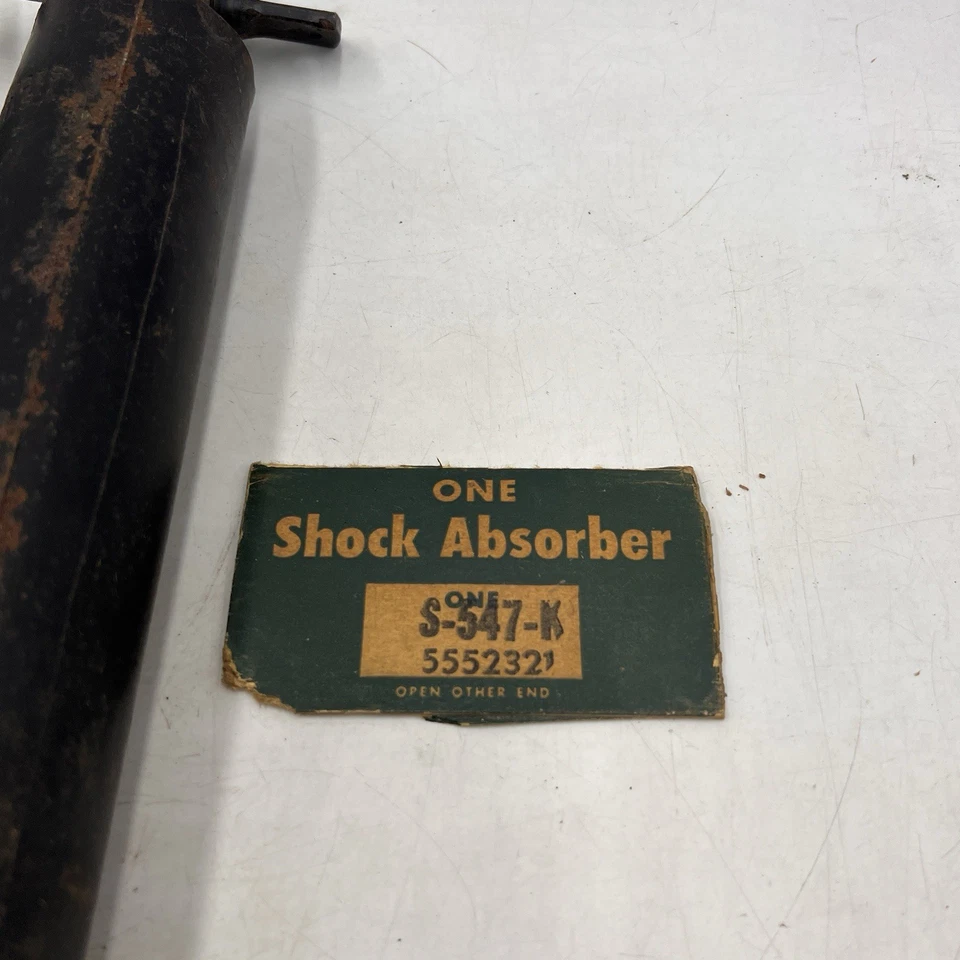 ONE
Shock Absorber
ONE
S-547-K
5552321
OPEN OTHER END